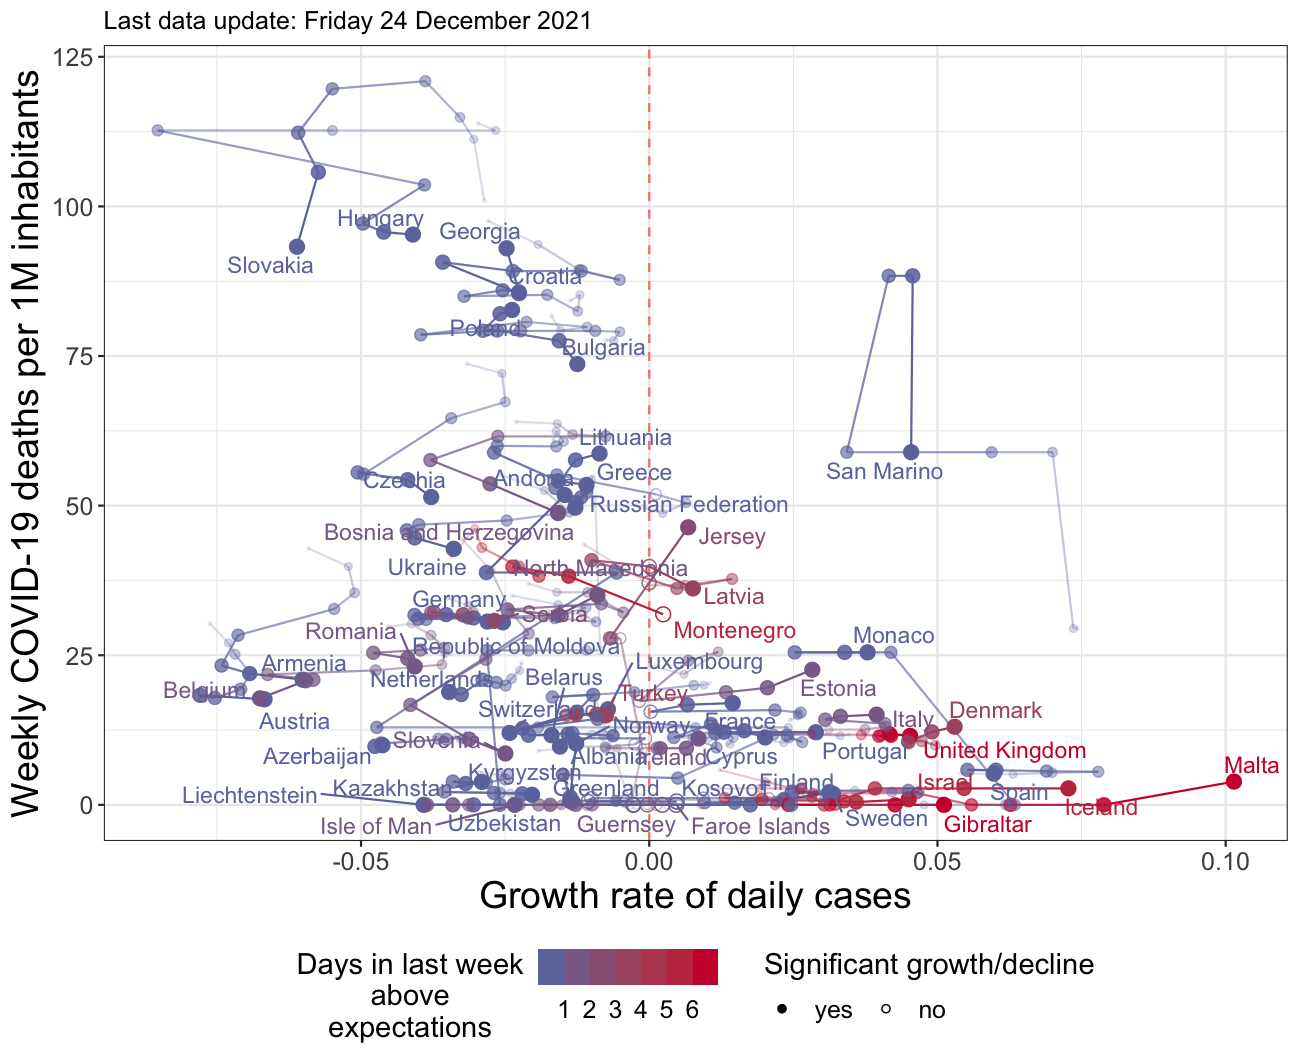 Last data update: Friday 24 December 2021
Weekly COVID-19 deaths per 1M inhabitants
125
100
75
50
25
0
Hungary
Georgia
Slovakia
Croatia
Poland
Bulgaria
Lithuania
San Marino
Czechia
Andorra
Greece
Russian Federation
Bosnia and Herzegovina
Jersey
Ukraine
North Macedonia
Germany
Latvia
Serbia
Montenegro
Romania
Monaco
Republic of Moldova
Armenia
Luxembourg
Netherlands
Belarus
Belgium
Turkey
Estonia
Austria
Switzerland
Norway
France
Italy
Denmark
Slovenia
Azerbaijan
Albania
Ireland
Cyprus
Portugal
United Kingdom
Malta
Kyrgyzstan
Liechtenstein
Kazakhstan
Greenland
Kosovo
Finland
Israel
Spain
Iceland
Isle of Man
Uzbekistan
Guernsey
Faroe Islands
Sweden
Gibraltar
-0.05
0.00
0.05
0.10
Growth rate of daily cases
Days in last week
above
expectations
1 2 3 4 5 6
Significant growth/decline
yes
no